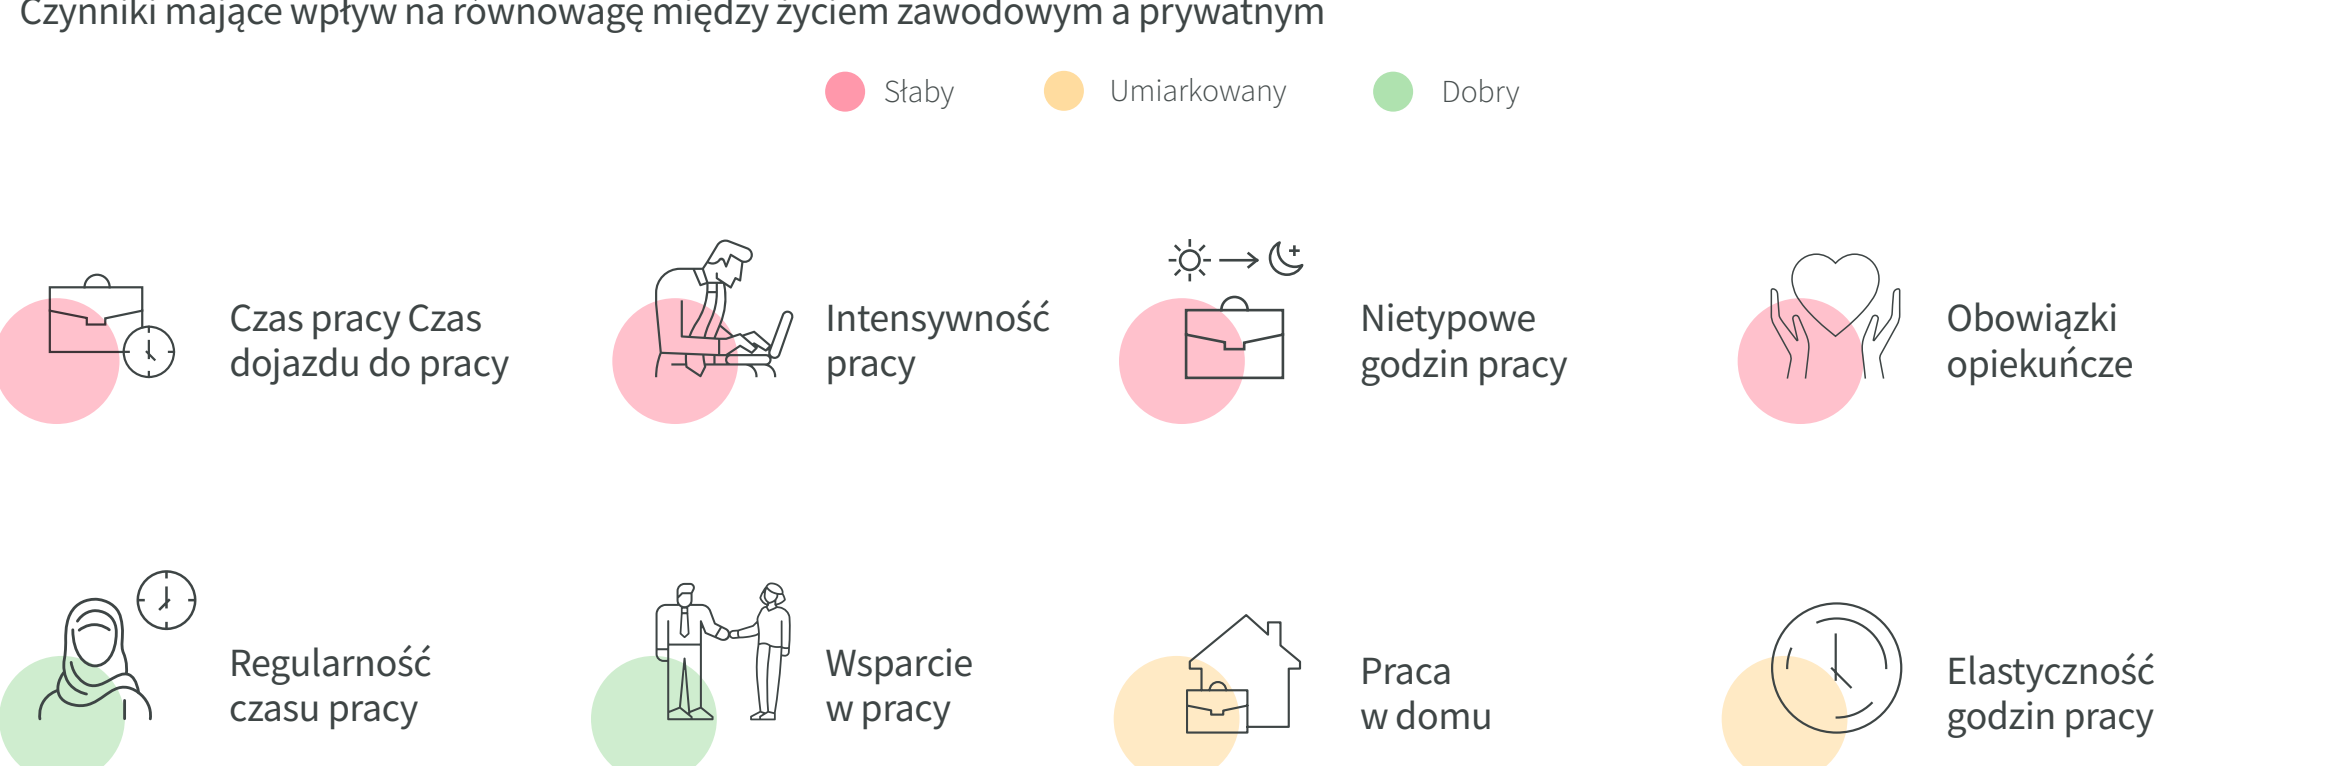 Czynniki mające wpływ na równowagę między życiem zawodowym a prywatnym
Słaby
Umiarkowany
Dobry
Czas pracy Czas
dojazdu do pracy
Intensywność
pracy
Nietypowe
godzin pracy
Obowiązki
opiekuńcze
Regularność
czasu pracy
Wsparcie
w pracy
Praca
w domu
Elastyczność
godzin pracy